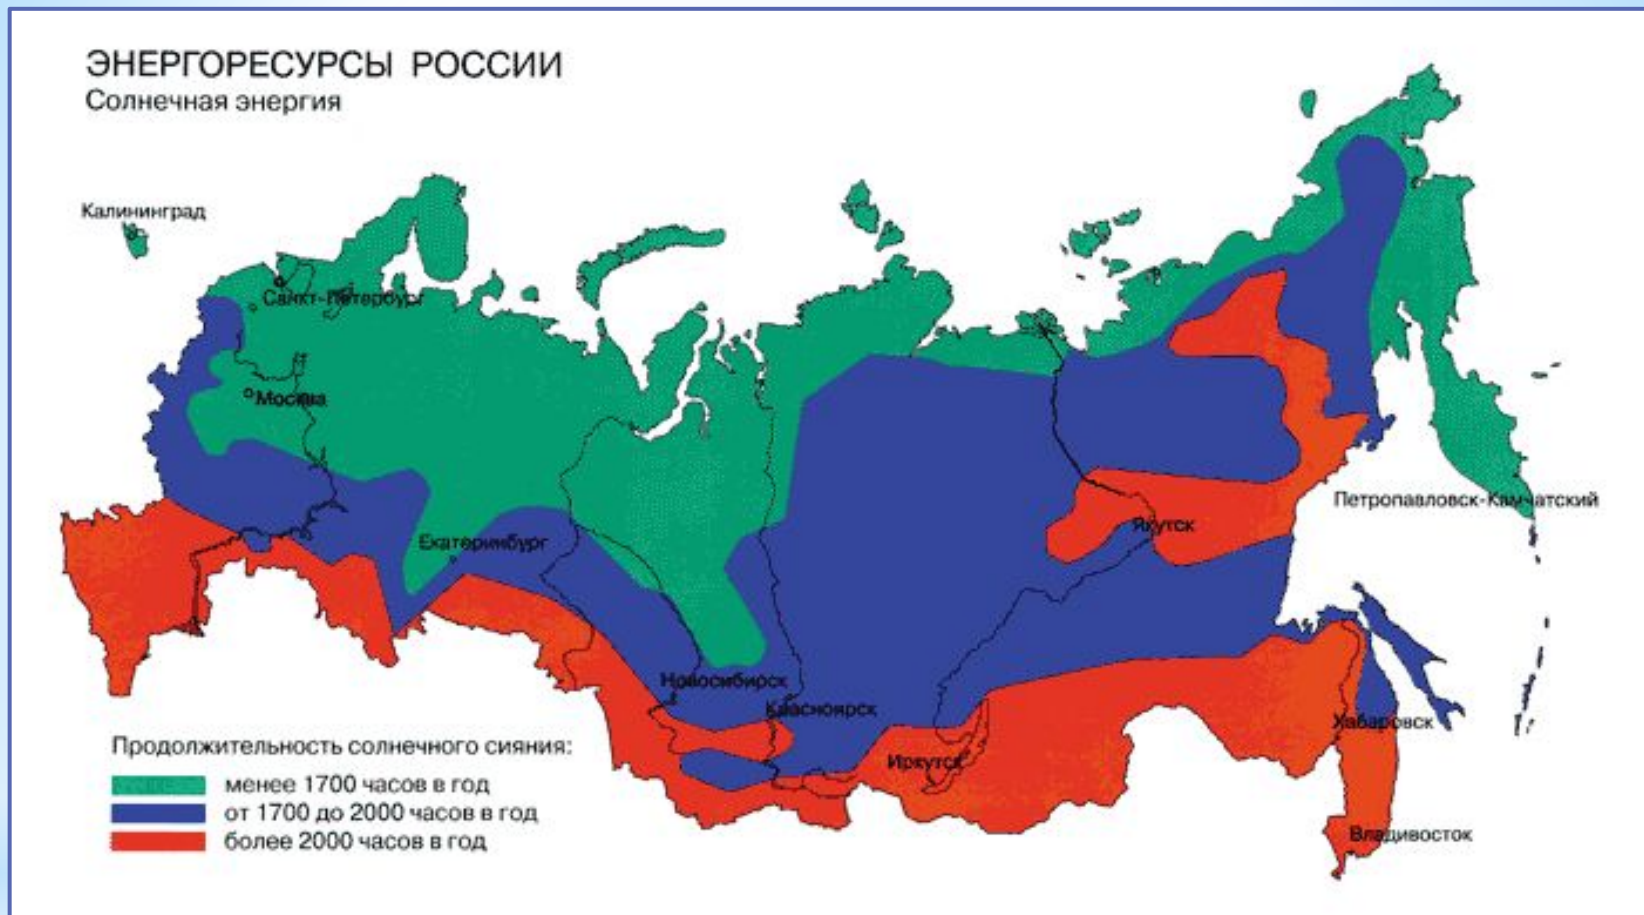 ЭНЕРГОРЕСУРСЫ РОССИИ
Солнечная энергия
Калининград
Санкт-Петербург
Москва
Петропавловск-Камчатский
Якутск
Екатеринбург
Новосибирск
Красноярск
Хабаровск
Иркутск
Владивосток
Продолжительность солнечного сияния:
менее 1700 часов в год
от 1700 до 2000 часов в год
более 2000 часов в год